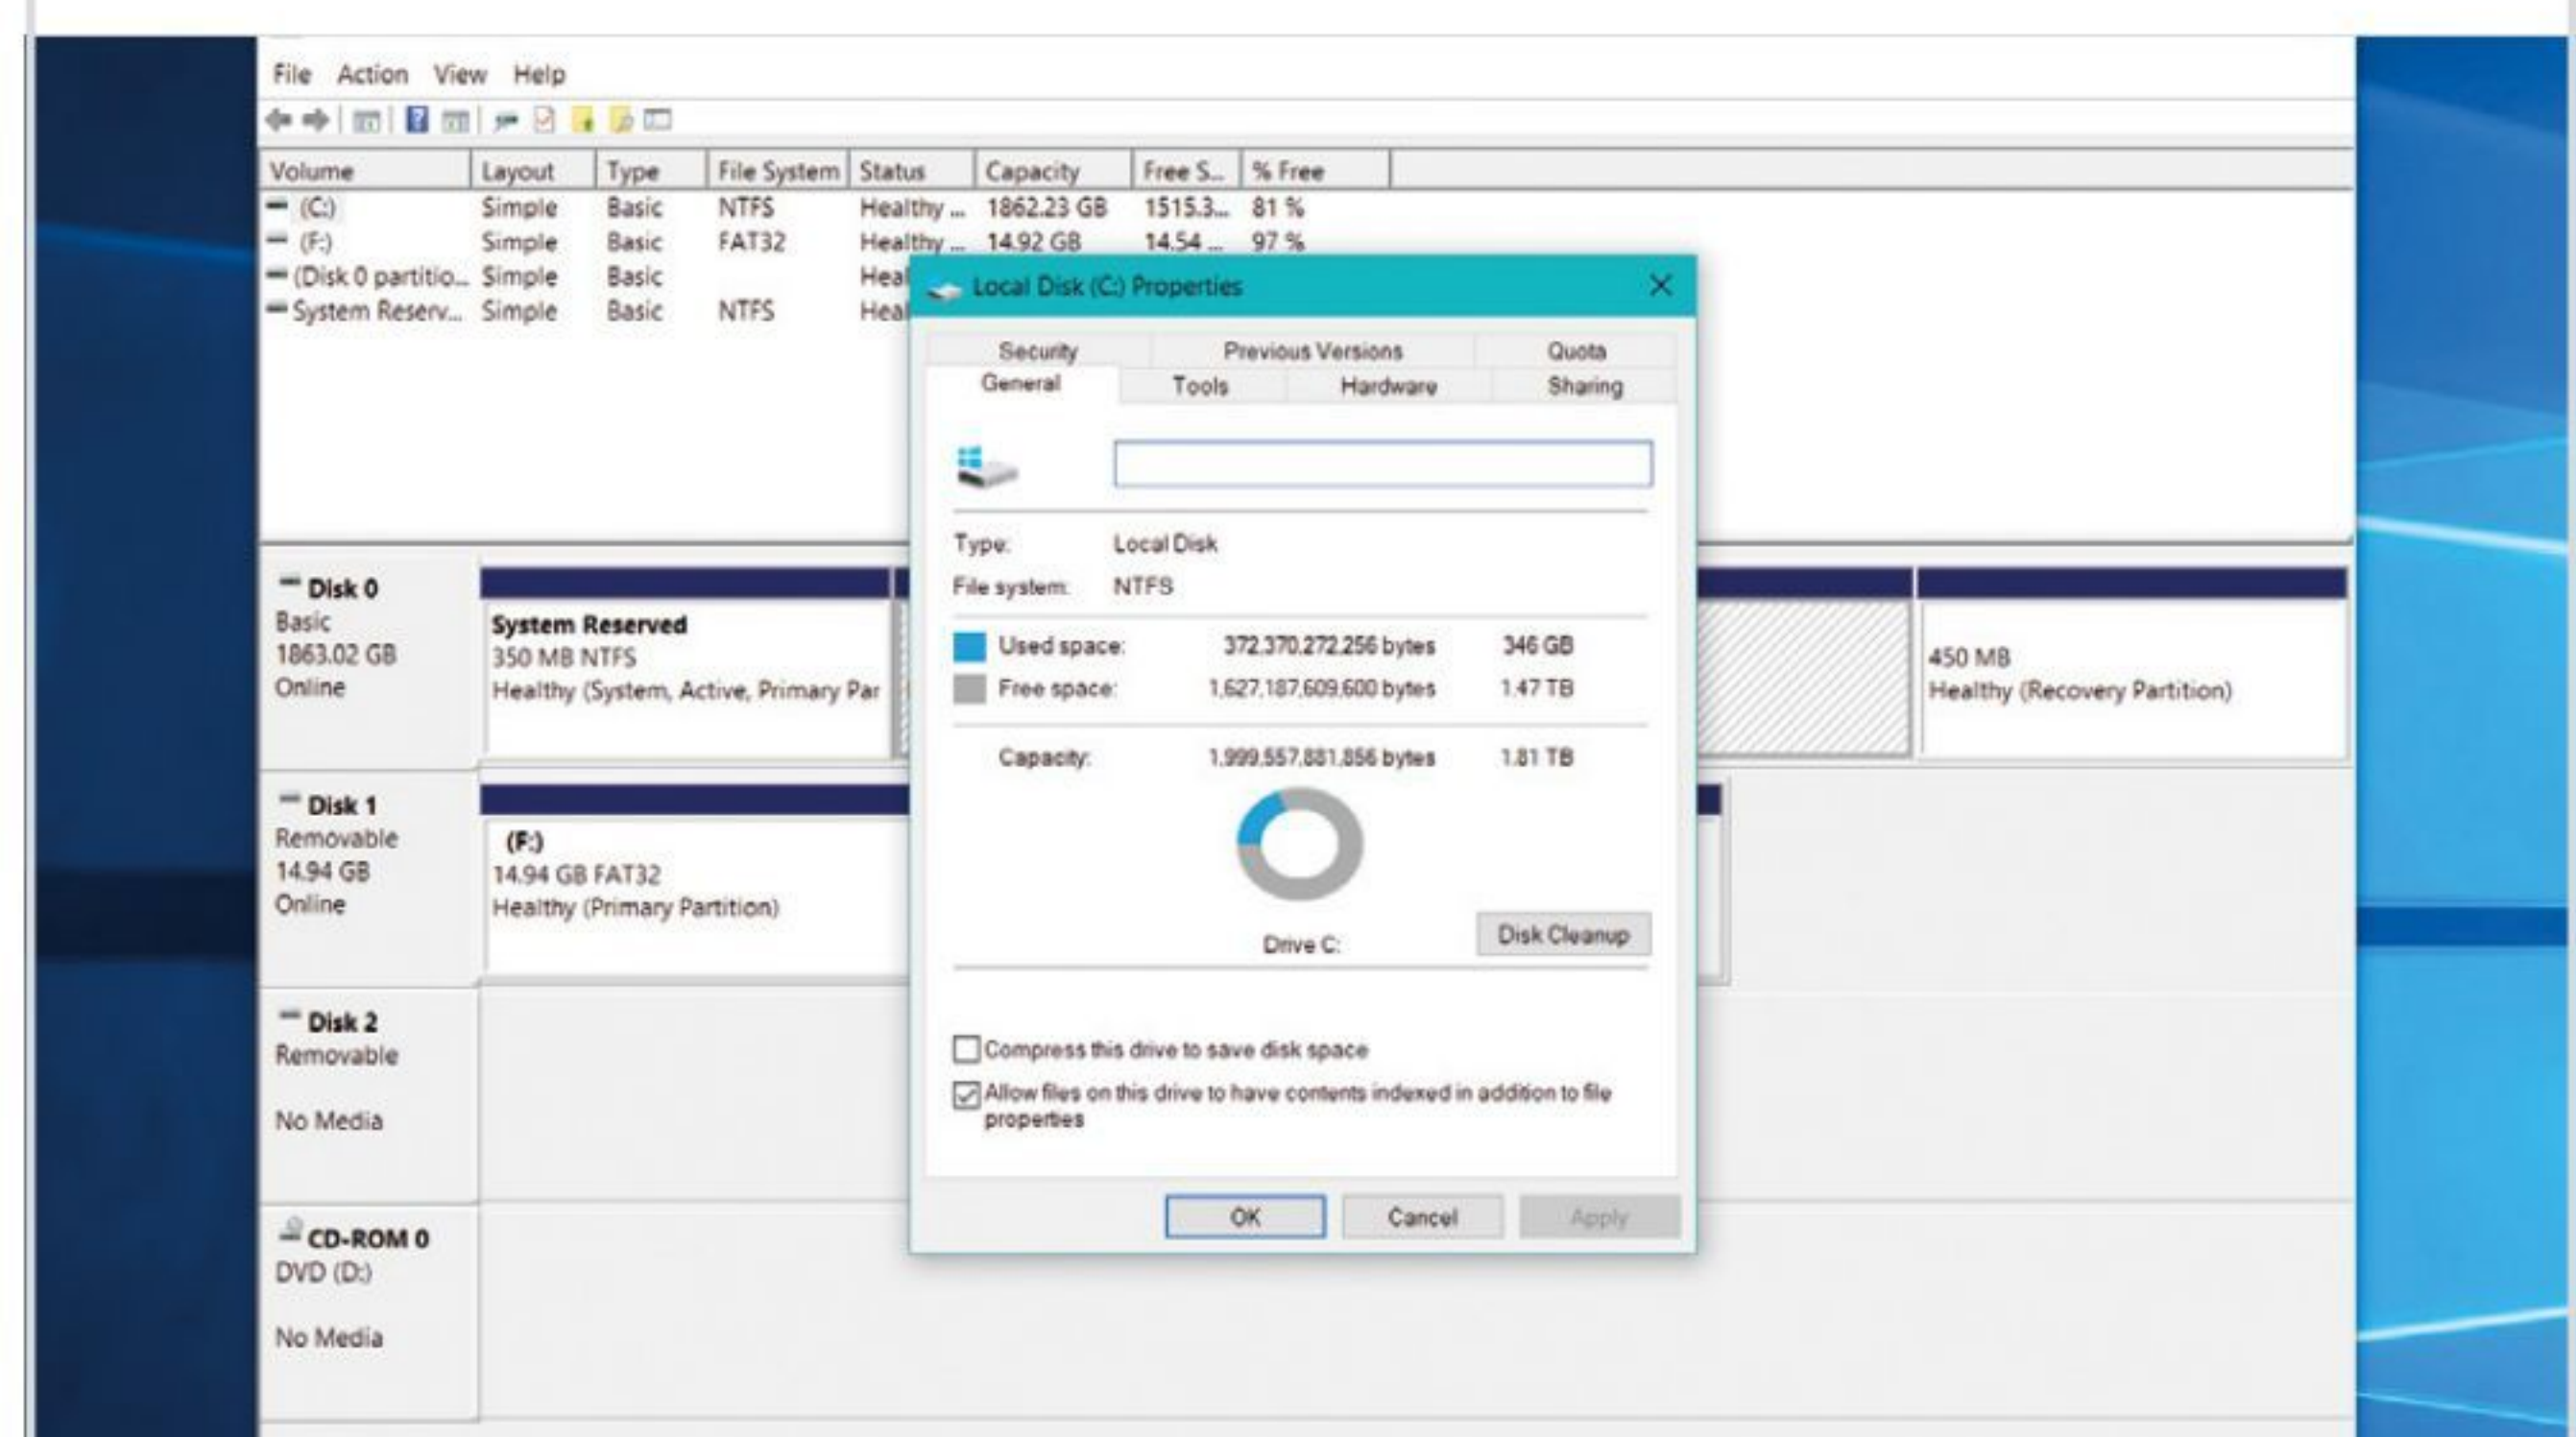 File Action View Help
Volume Layout Type File System Status Capacity Free S... % Free
(C:) Simple Basic NTFS Healthy ... 1862.23 GB 1515.3... 81 %
(F:) Simple Basic FAT32 Healthy ... 14.92 GB 14.54 ... 97 %
(Disk 0 partitio... Simple Basic Heal
System Reserv... Simple Basic NTFS Heal
Local Disk (C:) Properties
Security Previous Versions Quota
General Tools Hardware Sharing
Type: Local Disk
File system: NTFS
Used space: 372,370,272,256 bytes 346 GB
Free space: 1,627,187,609,600 bytes 1.47 TB
Capacity: 1,999,557,881,856 bytes 1.81 TB
Drive C:
Disk Cleanup
Compress this drive to save disk space
Allow files on this drive to have contents indexed in addition to file
properties
OK Cancel Apply
Disk 0
Basic
1863.02 GB
Online
System Reserved
350 MB NTFS
Healthy (System, Active, Primary Par
450 MB
Healthy (Recovery Partition)
Disk 1
Removable
14.94 GB
Online
(F:)
14.94 GB FAT32
Healthy (Primary Partition)
Disk 2
Removable
No Media
CD-ROM 0
DVD (D:)
No Media